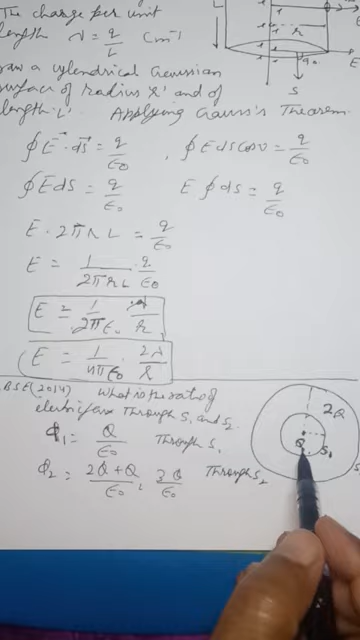 The charge per unit
length λ = q/L Cm⁻¹
a cylindrical Gaussian
surface of radius 'r' and of
length 'L'. Applying Gauss's Theorem
∮E⃗·ds⃗ = q/ε₀ , ∮E ds cos0 = q/ε₀
∮E ds = q/ε₀ E∮ds = q/ε₀
E · 2πrL = q/ε₀
E = 1/2πrL · q/ε₀
E = 1/2πε₀ · λ/r
E = 1/4πε₀ · 2λ/r
BSE(2014) What is the ratio of
electric flux through S₁ and S₂.
Φ₁ = Q/ε₀ Through S₁
Φ₂ = 2Q+Q/ε₀, 3Q/ε₀ Through S₂
L
r
E
S
2Q
Q
S₁
S